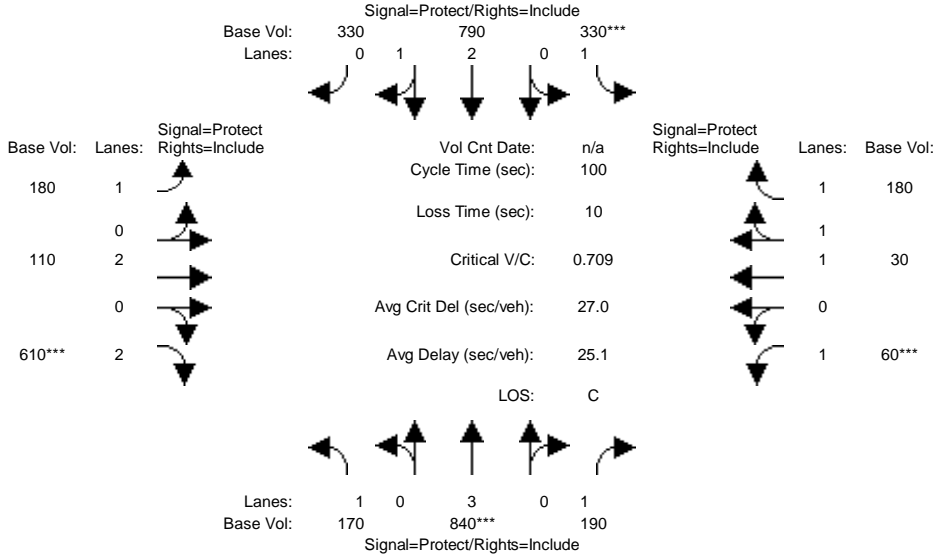 Signal=Protect/Rights=Include
Base Vol: 330 790 330***
Lanes: 0 1 2 0 1
Signal=Protect
Rights=Include
Base Vol: Lanes:
Vol Cnt Date: n/a
Signal=Protect
Rights=Include
Lanes: Base Vol:
Cycle Time (sec): 100
180 1
1 180
Loss Time (sec): 10
0
1
110 2
Critical V/C: 0.709
1 30
0
Avg Crit Del (sec/veh): 27.0
0
610*** 2
Avg Delay (sec/veh): 25.1
1 60***
LOS: C
Lanes: 1 0 3 0 1
Base Vol: 170 840*** 190
Signal=Protect/Rights=Include